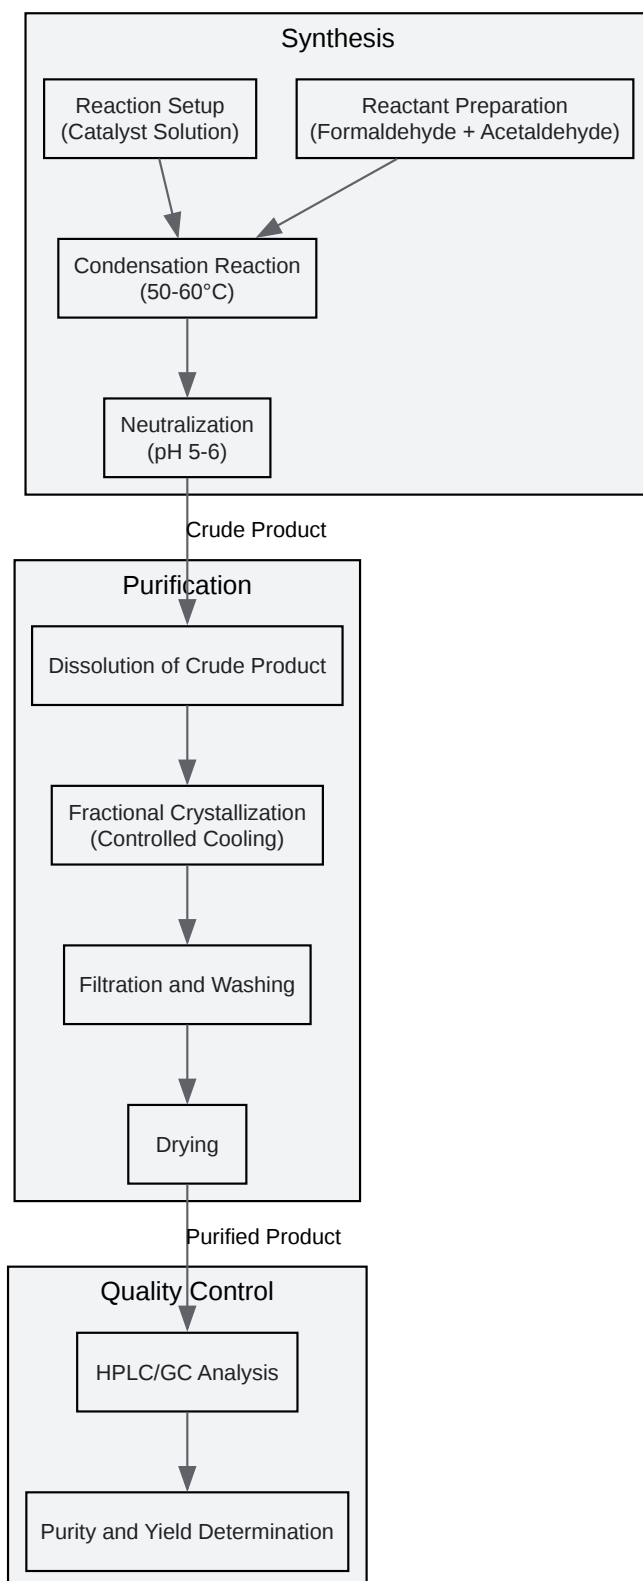 Synthesis
Reaction Setup
(Catalyst Solution)
Reactant Preparation
(Formaldehyde + Acetaldehyde)
Condensation Reaction
(50-60°C)
Neutralization
(pH 5-6)
Crude Product
Purification
Dissolution of Crude Product
Fractional Crystallization
(Controlled Cooling)
Filtration and Washing
Drying
Purified Product
Quality Control
HPLC/GC Analysis
Purity and Yield Determination